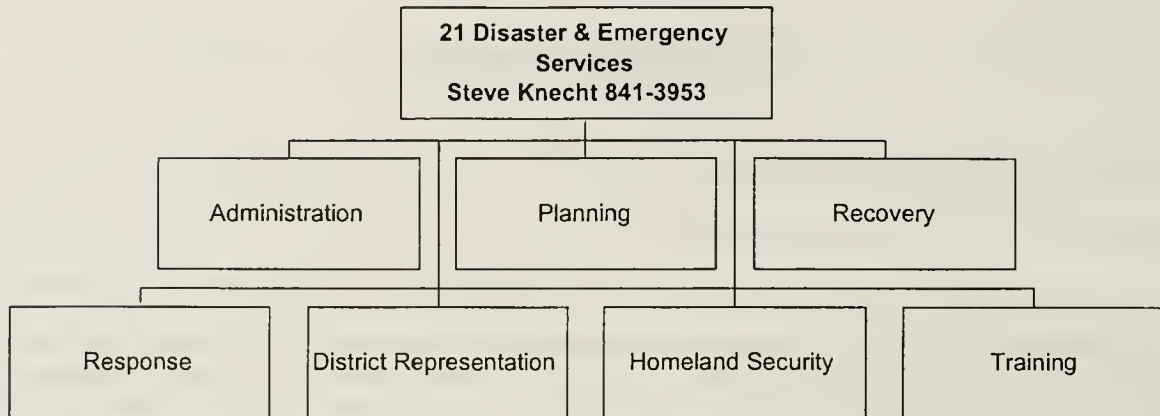 21 Disaster & Emergency
Services
Steve Knecht 841-3953
Administration
Planning
Recovery
Response
District Representation
Homeland Security
Training